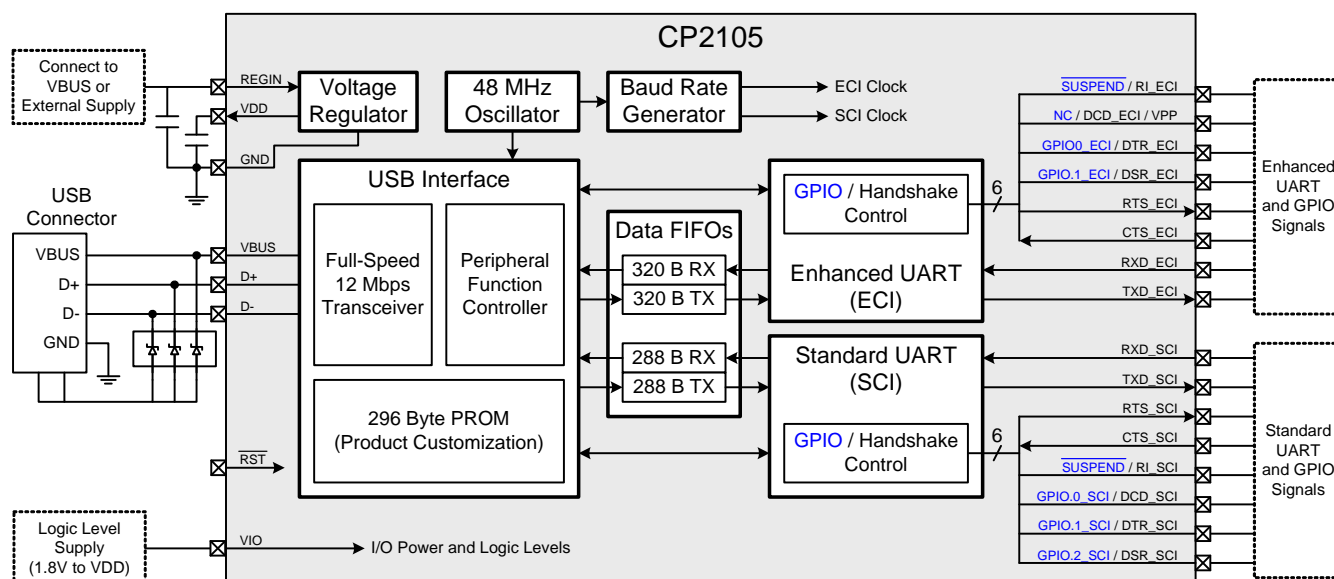 CP2105
Connect to
VBUS or
External Supply
REGIN
VDD
GND
Voltage
Regulator
48 MHz
Oscillator
Baud Rate
Generator
ECI Clock
SCI Clock
USB
Connector
VBUS
D+
D-
GND
VBUS
D+
D-
USB Interface
Full-Speed
12 Mbps
Transceiver
Peripheral
Function
Controller
296 Byte PROM
(Product Customization)
Data FIFOs
320 B RX
320 B TX
288 B RX
288 B TX
GPIO / Handshake
Control
Enhanced UART
(ECI)
6
SUSPEND / RI_ECI
NC / DCD_ECI / VPP
GPIO0_ECI / DTR_ECI
GPIO.1_ECI / DSR_ECI
RTS_ECI
CTS_ECI
RXD_ECI
TXD_ECI
Enhanced
UART
and GPIO
Signals
Standard UART
(SCI)
GPIO / Handshake
Control
6
RXD_SCI
TXD_SCI
RTS_SCI
CTS_SCI
SUSPEND / RI_SCI
GPIO.0_SCI / DCD_SCI
GPIO.1_SCI / DTR_SCI
GPIO.2_SCI / DSR_SCI
Standard
UART
and GPIO
Signals
RST
Logic Level
Supply
(1.8V to VDD)
VIO
I/O Power and Logic Levels